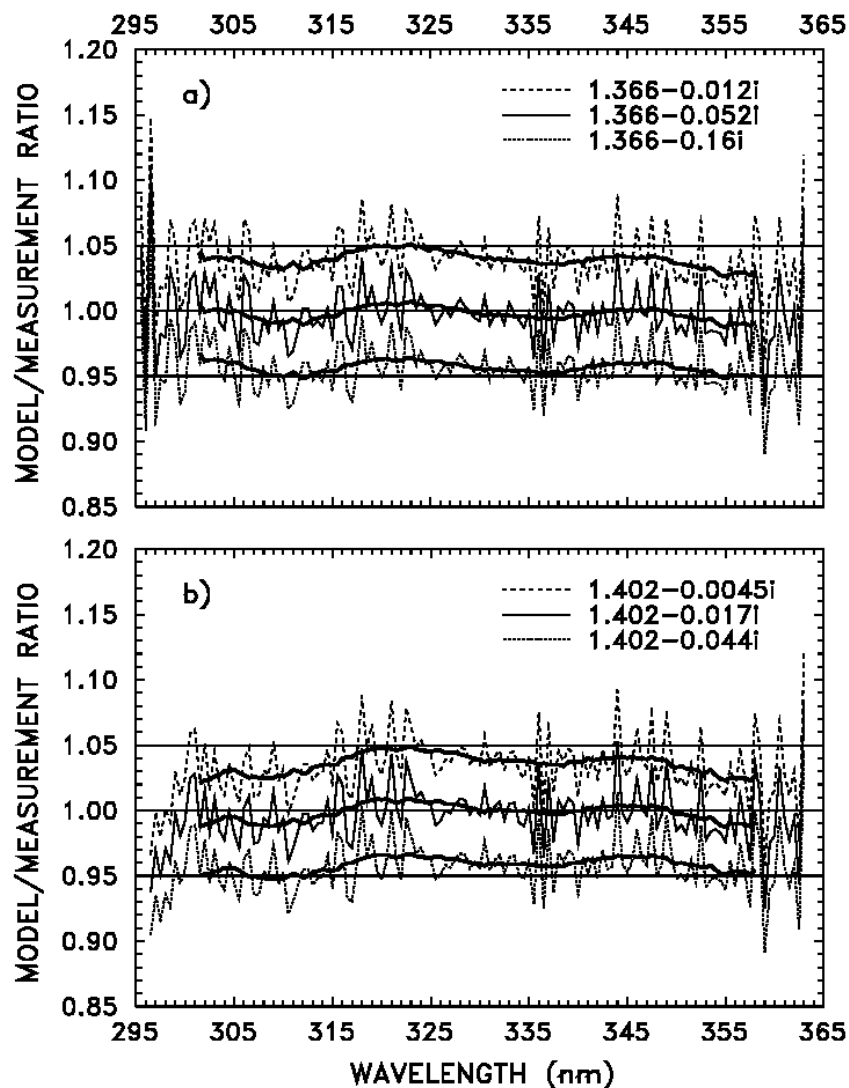 295 305 315 325 335 345 355 365
1.20
1.15
1.10
1.05
1.00
0.95
0.90
0.85
MODEL/MEASUREMENT RATIO
a)
1.366-0.012i
1.366-0.052i
1.366-0.16i
1.20
1.15
1.10
1.05
1.00
0.95
0.90
0.85
MODEL/MEASUREMENT RATIO
b)
1.402-0.0045i
1.402-0.017i
1.402-0.044i
295 305 315 325 335 345 355 365
WAVELENGTH (nm)